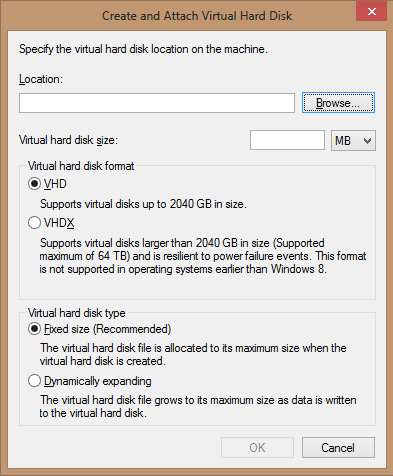 Create and Attach Virtual Hard Disk
Specify the virtual hard disk location on the machine.
Location:
Browse...
Virtual hard disk size:
MB
Virtual hard disk format
VHD
Supports virtual disks up to 2040 GB in size.
VHDX
Supports virtual disks larger than 2040 GB in size (Supported
maximum of 64 TB) and is resilient to power failure events. This format
is not supported in operating systems earlier than Windows 8.
Virtual hard disk type
Fixed size (Recommended)
The virtual hard disk file is allocated to its maximum size when the
virtual hard disk is created.
Dynamically expanding
The virtual hard disk file grows to its maximum size as data is written
to the virtual hard disk.
OK
Cancel